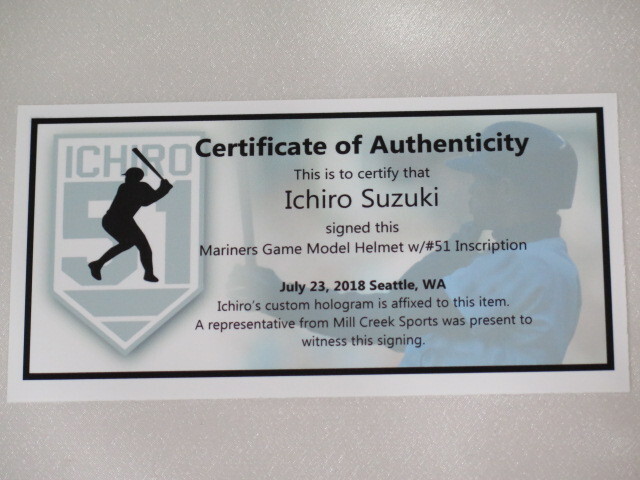 ICHIRO
51
Certificate of Authenticity
This is to certify that
Ichiro Suzuki
signed this
Mariners Game Model Helmet w/#51 Inscription
July 23, 2018 Seattle, WA
Ichiro's custom hologram is affixed to this item.
A representative from Mill Creek Sports was present to
witness this signing.